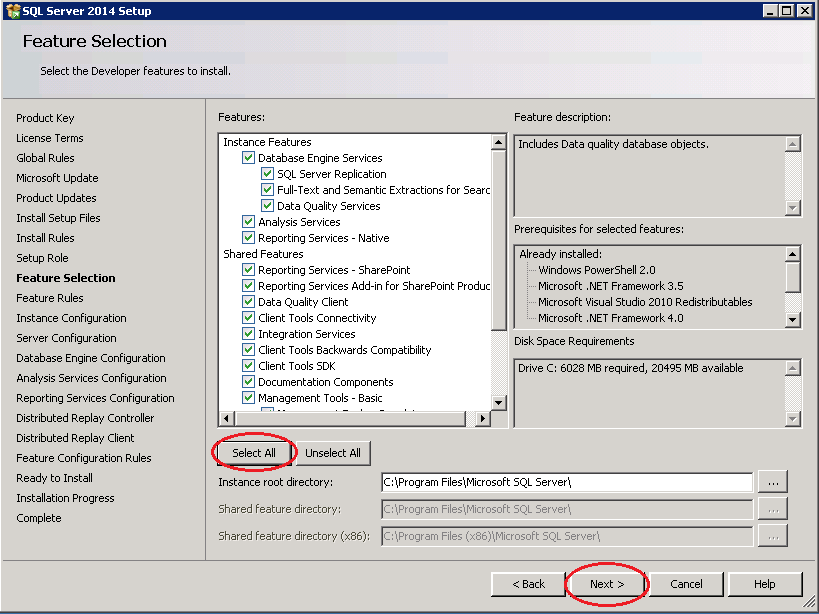 SQL Server 2014 Setup
Feature Selection
Select the Developer features to install.
Product Key
License Terms
Global Rules
Microsoft Update
Product Updates
Install Setup Files
Install Rules
Setup Role
Feature Selection
Feature Rules
Instance Configuration
Server Configuration
Database Engine Configuration
Analysis Services Configuration
Reporting Services Configuration
Distributed Replay Controller
Distributed Replay Client
Feature Configuration Rules
Ready to Install
Installation Progress
Complete
Features:
Instance Features
Database Engine Services
SQL Server Replication
Full-Text and Semantic Extractions for Searc
Data Quality Services
Analysis Services
Reporting Services - Native
Shared Features
Reporting Services - SharePoint
Reporting Services Add-in for SharePoint Produc
Data Quality Client
Client Tools Connectivity
Integration Services
Client Tools Backwards Compatibility
Client Tools SDK
Documentation Components
Management Tools - Basic
Feature description:
Includes Data quality database objects.
Prerequisites for selected features:
Already installed:
Windows PowerShell 2.0
Microsoft .NET Framework 3.5
Microsoft Visual Studio 2010 Redistributables
Microsoft .NET Framework 4.0
Disk Space Requirements
Drive C: 6028 MB required, 20495 MB available
Select All
Unselect All
Instance root directory: C:\Program Files\Microsoft SQL Server\ ...
Shared feature directory: C:\Program Files\Microsoft SQL Server\ ...
Shared feature directory (x86): C:\Program Files (x86)\Microsoft SQL Server\ ...
< Back
Next >
Cancel
Help